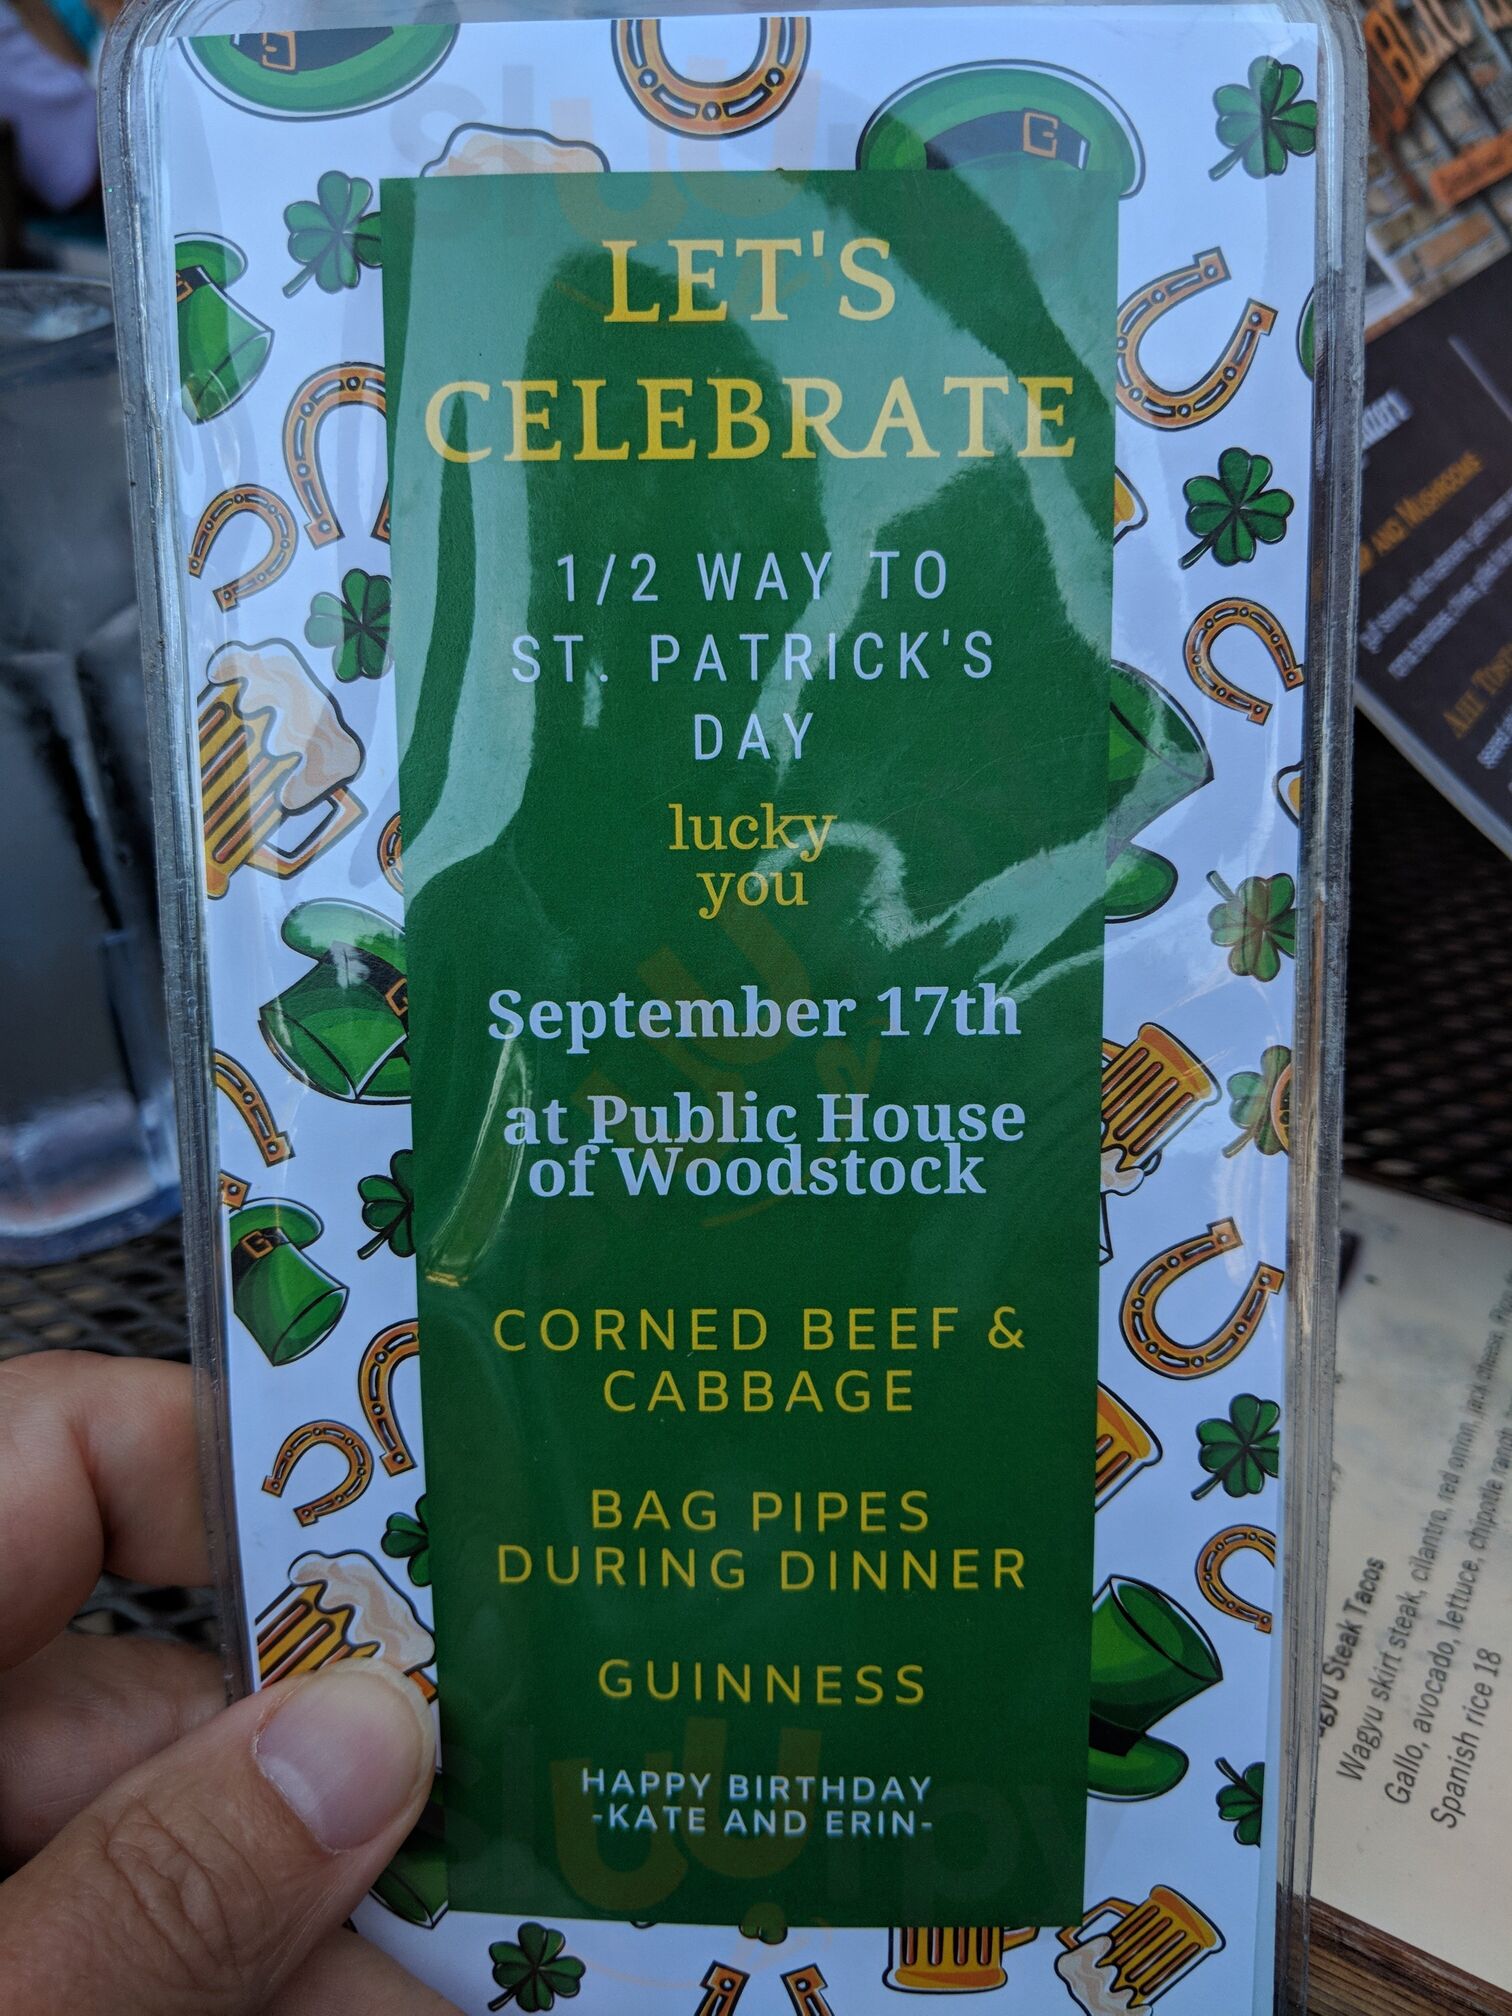 LET'S
CELEBRATE
1/2 WAY TO
ST. PATRICK'S
DAY
lucky
you
September 17th
at Public House
of Woodstock
CORNED BEEF &
CABBAGE
BAG PIPES
DURING DINNER
GUINNESS
HAPPY BIRTHDAY
-KATE AND ERIN-
AND MUSHROOM
Steak Tacos
Wagyu skirt steak, cilantro, red onion, jack cheese,
Gallo, avocado, lettuce, chipotle ranch,
Spanish rice 18